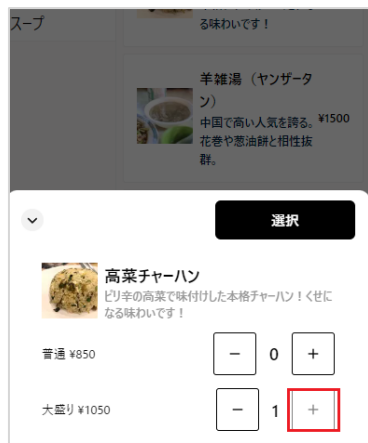 スープ
る味わいです！
羊雑湯（ヤンザータ
ン）
中国で高い人気を誇る。 ¥1500
花巻や葱油餅と相性抜
群。
選択
高菜チャーハン
ピリ辛の高菜で味付けした本格チャーハン！くせに
なる味わいです！
普通 ¥850 － 0 ＋
大盛り ¥1050 － 1 ＋